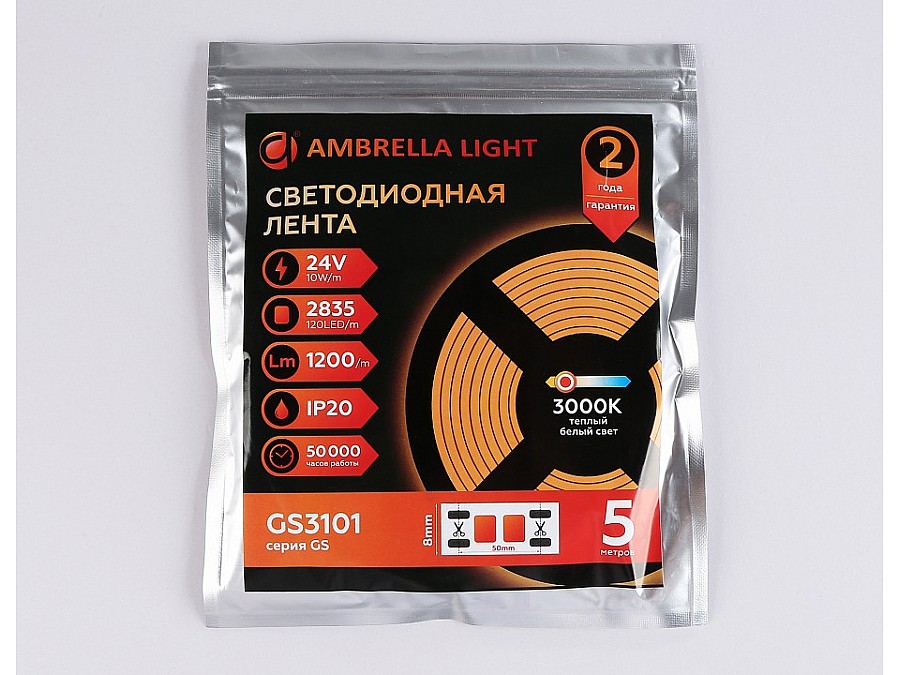 AMBRELLA LIGHT
®
2
года
гарантия
СВЕТОДИОДНАЯ
ЛЕНТА
24V
10W/m
2835
120LED/m
Lm 1200/m
IP20
50 000
часов работы
3000K
теплый
белый свет
GS3101
серия GS
8mm
50mm
5
метров